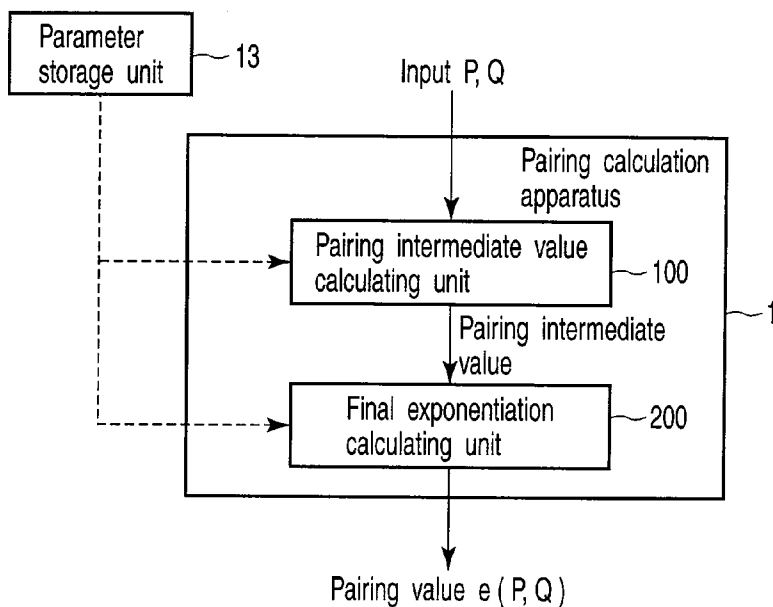 Parameter
storage unit
13
Input P, Q
Pairing calculation
apparatus
Pairing intermediate value
calculating unit
100
1
Pairing intermediate
value
Final exponentiation
calculating unit
200
Pairing value e ( P, Q )